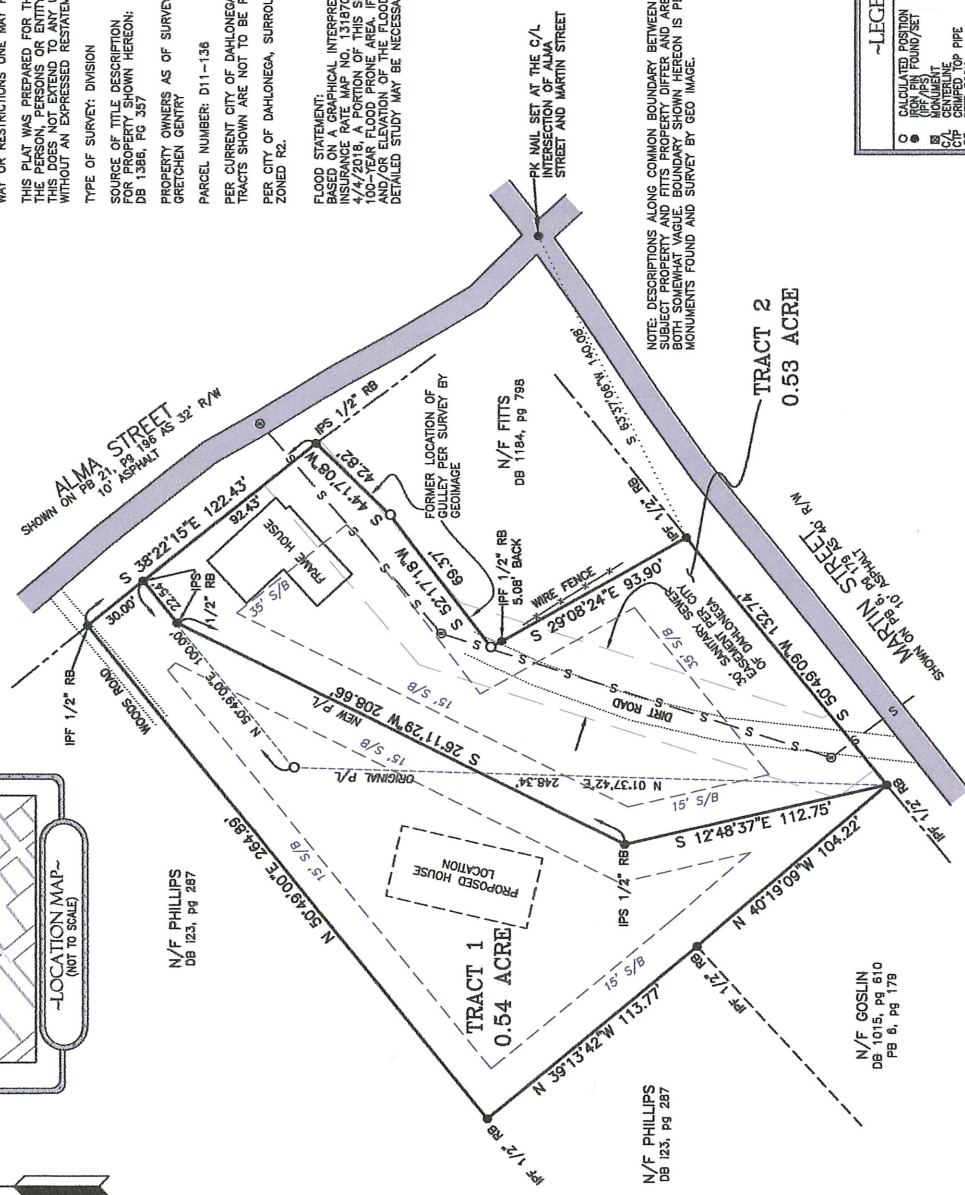 WAY OR RESTRICTIONS ONE MAY
THIS PLAT WAS PREPARED FOR
THE PERSON, PERSONS OR ENTITY
THIS DOES NOT EXTEND TO ANY
WITHOUT AN EXPRESSED
TYPE OF SURVEY: DIVISION
SOURCE OF TITLE DESCRIPTION
FOR PROPERTY SHOWN HEREON:
DB 1386, PG 357
PROPERTY OWNERS AS OF SURVEY
GRETCHEN GENTRY
PARCEL NUMBER: D11-136
PER CURRENT CITY OF DAHLONEGA
TRACTS SHOWN ARE NOT TO BE
PER CITY OF DAHLONEGA,
ZONED R2.
FLOOD STATEMENT:
BASED ON A GRAPHICAL
INSURANCE RATE MAP NO.
4/4/2018, A PORTION OF THIS
100-YEAR FLOOD PRONE AREA. IF
AND/OR ELEVATION OF THE FLOOD
DETAILED STUDY MAY BE
~LOCATION MAP~
(NOT TO SCALE)
ALMA STREET
SHOWN ON PB 21, pg 196 AS 32' R/W
10' ASPHALT
PK NAIL SET AT THE C/L
INTERSECTION OF ALMA
STREET AND MARTIN STREET
IPF 1/2" RB
WOODS ROAD
30.00'
S 38°22'15"E 122.43'
92.43'
IPS 1/2" RB
22.54'
IPS
1/2" RB
100.00'
N 50°49'00"E
FRAME HOUSE
35' S/B
S 44°17'08"W 42.82'
FORMER LOCATION OF
GULLEY PER SURVEY BY
GEOIMAGE
S 52°17'18"W 69.37'
N/F FITTS
DB 1184, pg 798
IPF 1/2" RB
5.08' BACK
WIRE FENCE
S 29°08'24"E 93.90'
IPF 1/2" RB
S 63°37'06"W 140.08'
NOTE: DESRIPTIONS ALONG COMMON BOUNDARY BETWEEN
SUBJECT PROPERTY AND FITTS PROPERTY DIFFER AND ARE
BOTH SOMEWHAT VAGUE. BOUNDARY SHOWN HEREON IS
MONUMENTS FOUND AND SURVEY BY GEO IMAGE.
TRACT 2
0.53 ACRE
30'
SANITARY SEWER
EASEMENT PER CITY
OF DAHLONEGA
35' S/B
DIRT ROAD
S 50°49'09"W 132.74'
MARTIN STREET
SHOWN ON PB 6, pg 179 AS 40' R/W
10' ASPHALT
IPF 1/2" RB
N/F PHILLIPS
DB I23, pg 287
N 50°49'00"E 264.89'
15' S/B
S 26°11'29"W 208.66'
NEW P/L
15' S/B
15' S/B
ORIGINAL P/L
N 01°37'42"E 248.34'
15' S/B
S 12°48'37"E 112.75'
IPS 1/2" RB
PROPOSED HOUSE
LOCATION
TRACT 1
0.54 ACRE
15' S/B
N 40°19'09"W 104.22'
IPF 1/2" RB
N 39°13'42"W 113.77'
IPF 1/2" RB
N/F PHILLIPS
DB I23, pg 287
N/F GOSLIN
DB 1015, pg 610
PB 6, pg 179
CALCULATED POSITION
IRON PIN FOUND/SET
(IPF/IPS)
MONUMENT
C/L CENTERLINE
CTP CRIMPED TOP PIPE